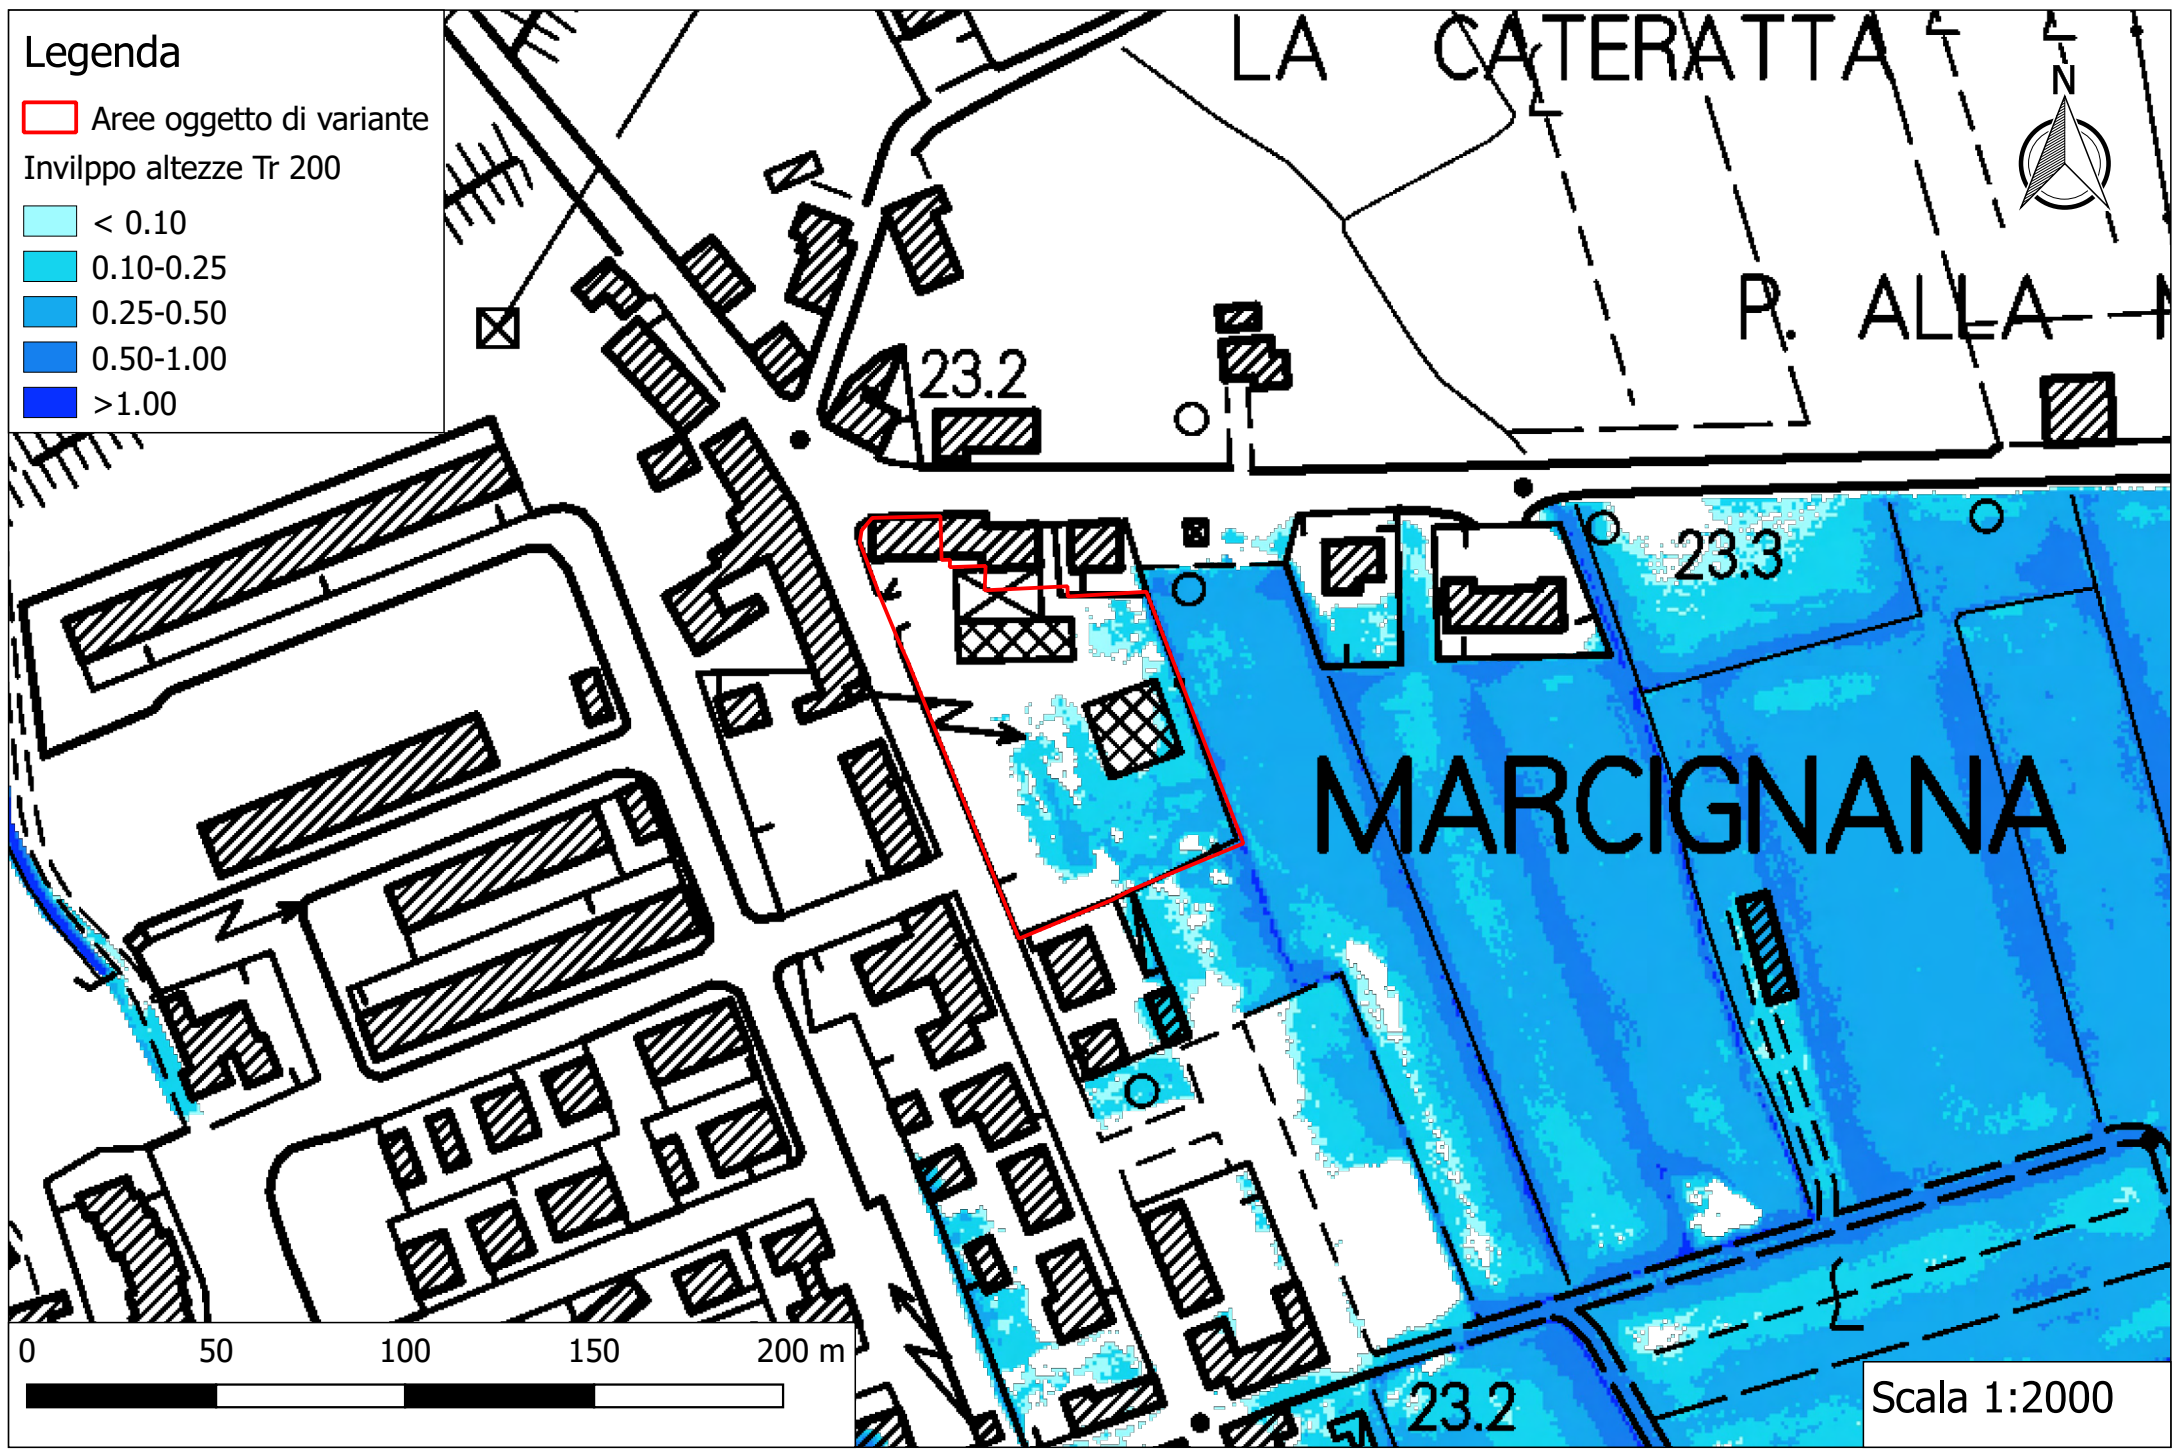 Legenda
Aree oggetto di variante
Invilppo altezze Tr 200
< 0.10
0.10-0.25
0.25-0.50
0.50-1.00
>1.00
LA CATERATTA
N
P. ALLA
23.2
23.3
MARCIGNANA
23.2
0 50 100 150 200 m
Scala 1:2000